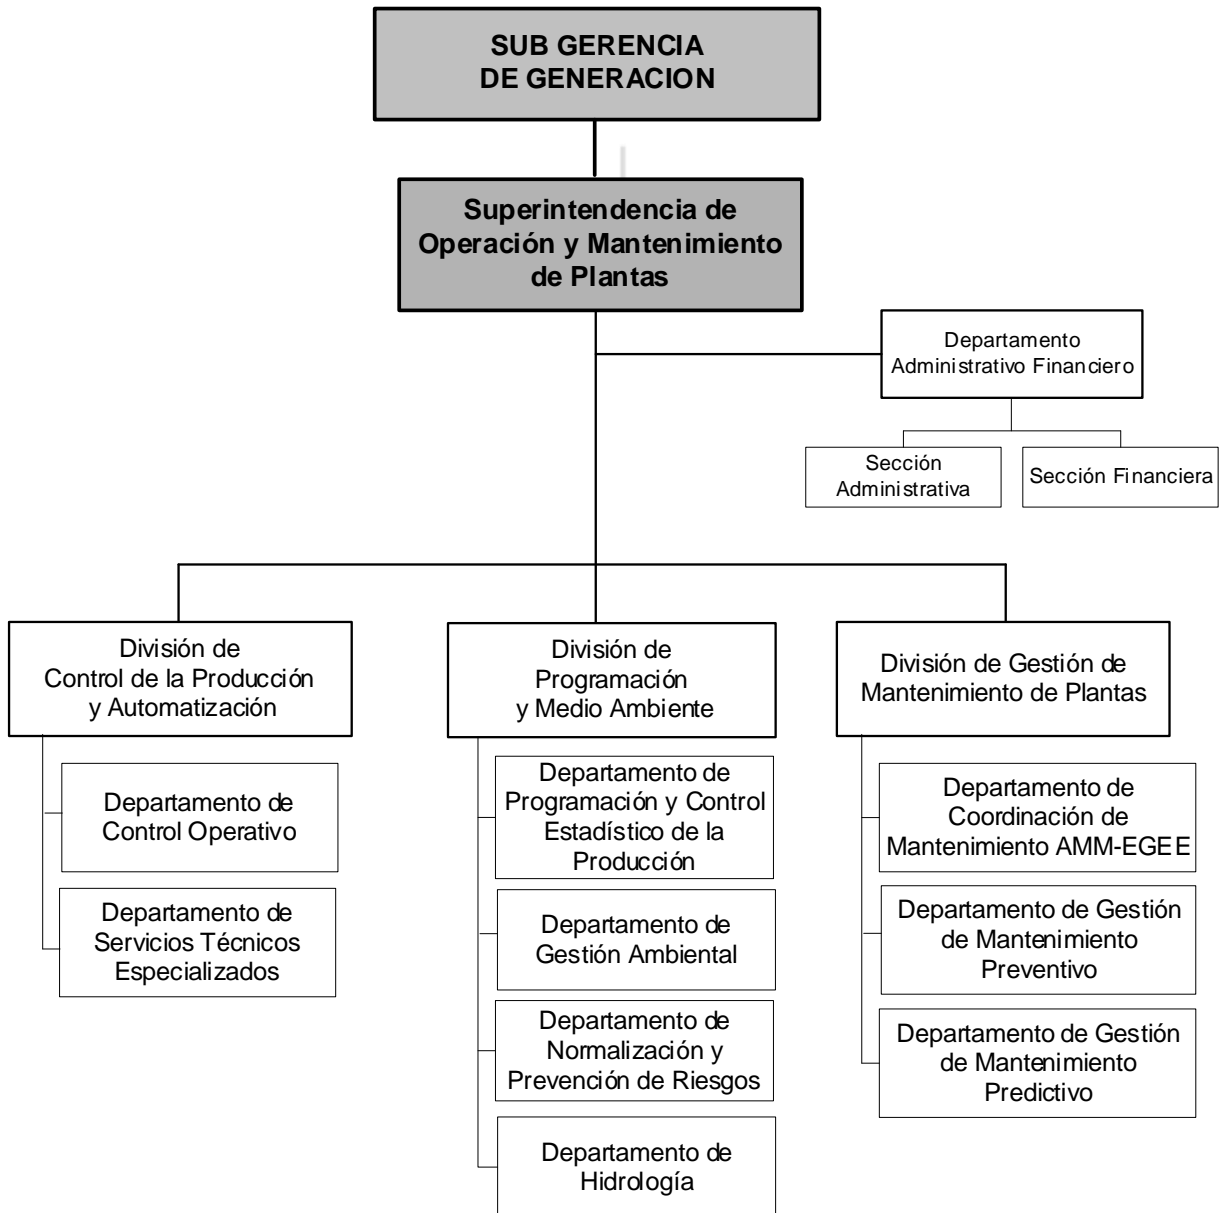 SUB GERENCIA
DE GENERACION
Superintendencia de
Operación y Mantenimiento
de Plantas
Departamento
Administrativo Financiero
Sección
Administrativa
Sección Financiera
División de
Control de la Producción
y Automatización
Departamento de
Control Operativo
Departamento de
Servicios Técnicos
Especializados
División de
Programación
y Medio Ambiente
Departamento de
Programación y Control
Estadístico de la
Producción
Departamento de
Gestión Ambiental
Departamento de
Normalización y
Prevención de Riesgos
Departamento de
Hidrología
División de Gestión de
Mantenimiento de Plantas
Departamento de
Coordinación de
Mantenimiento AMM-EGEE
Departamento de Gestión
de Mantenimiento
Preventivo
Departamento de Gestión
de Mantenimiento
Predictivo